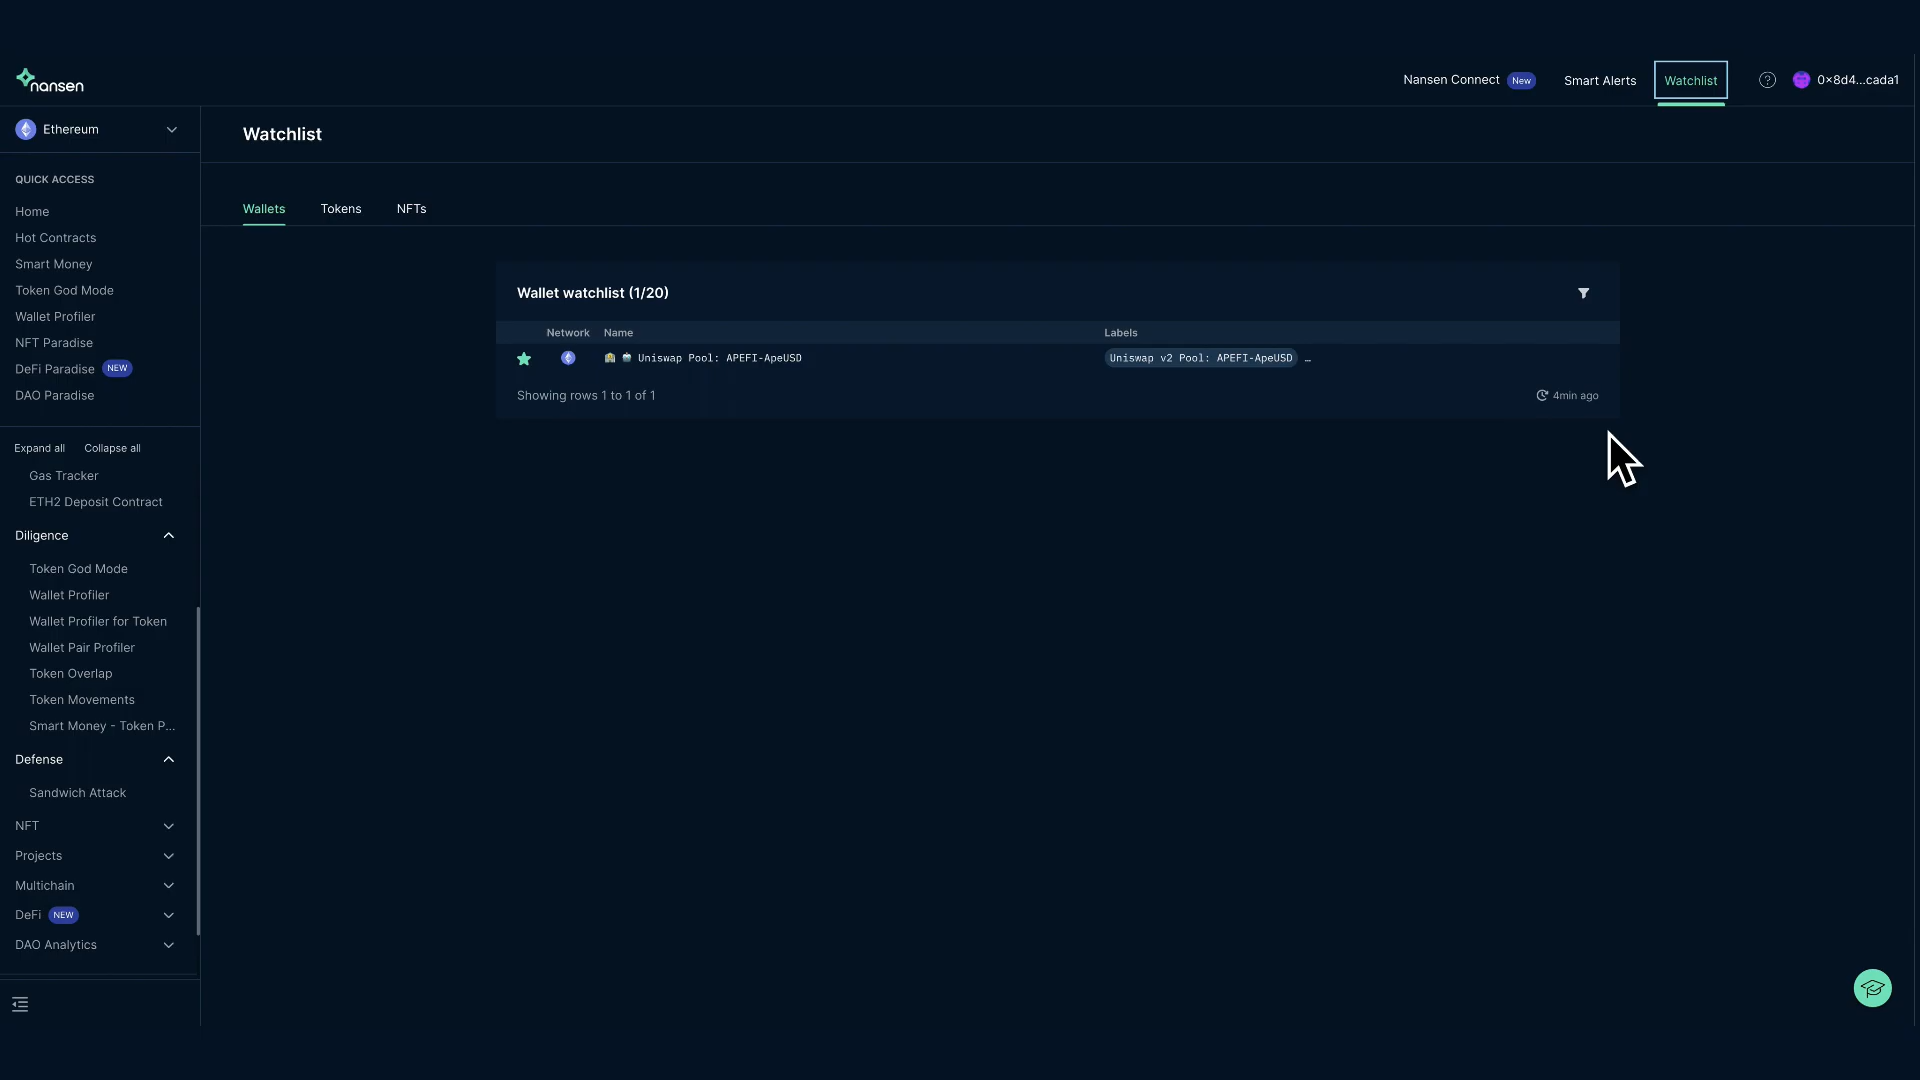 nansen
Nansen Connect New Smart Alerts Watchlist 0×8d4...cada1
Ethereum
Watchlist
QUICK ACCESS
Home
Hot Contracts
Smart Money
Token God Mode
Wallet Profiler
NFT Paradise
DeFi Paradise NEW
DAO Paradise
Expand all Collapse all
Gas Tracker
ETH2 Deposit Contract
Diligence
Token God Mode
Wallet Profiler
Wallet Profiler for Token
Wallet Pair Profiler
Token Overlap
Token Movements
Smart Money - Token P...
Defense
Sandwich Attack
NFT
Projects
Multichain
DeFi NEW
DAO Analytics
Wallets Tokens NFTs
Wallet watchlist (1/20)
Network Name Labels
Uniswap Pool: APEFI-ApeUSD Uniswap v2 Pool: APEFI-ApeUSD …
Showing rows 1 to 1 of 1 4min ago